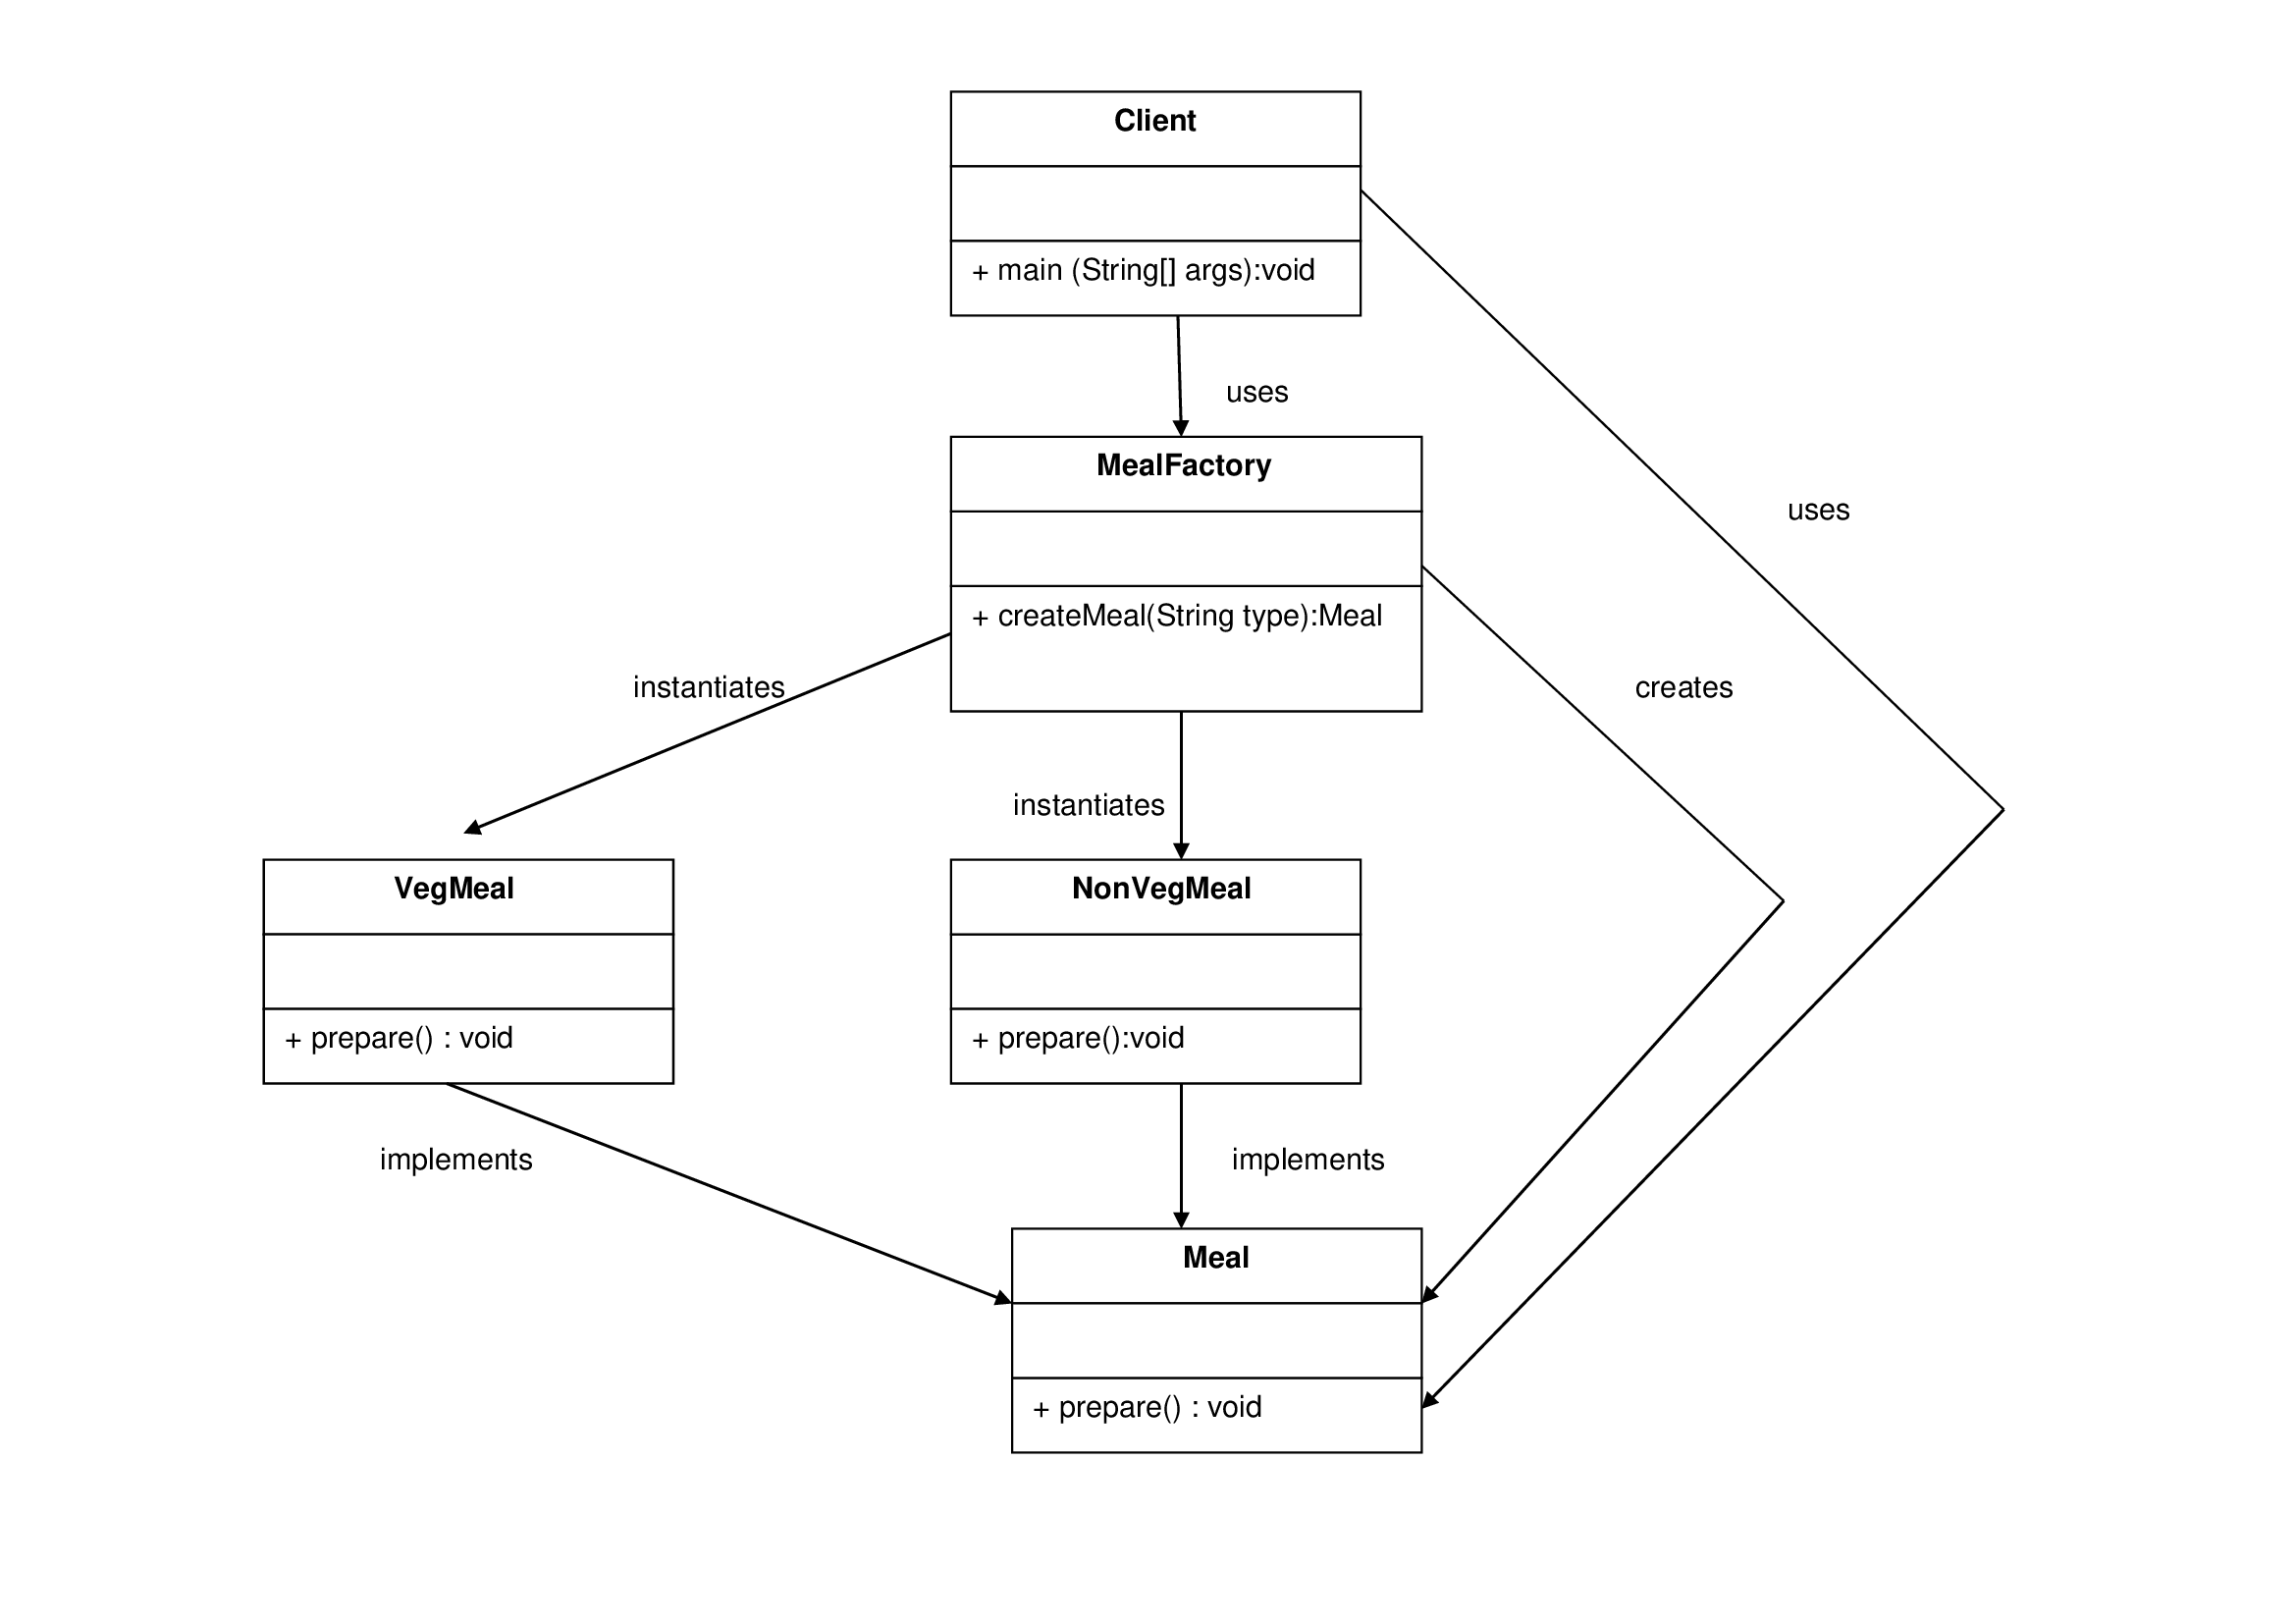 Client
+ main (String[] args):void
uses
MealFactory
uses
+ createMeal(String type):Meal
instantiates
creates
instantiates
VegMeal
NonVegMeal
+ prepare() : void
+ prepare():void
implements
implements
Meal
+ prepare() : void